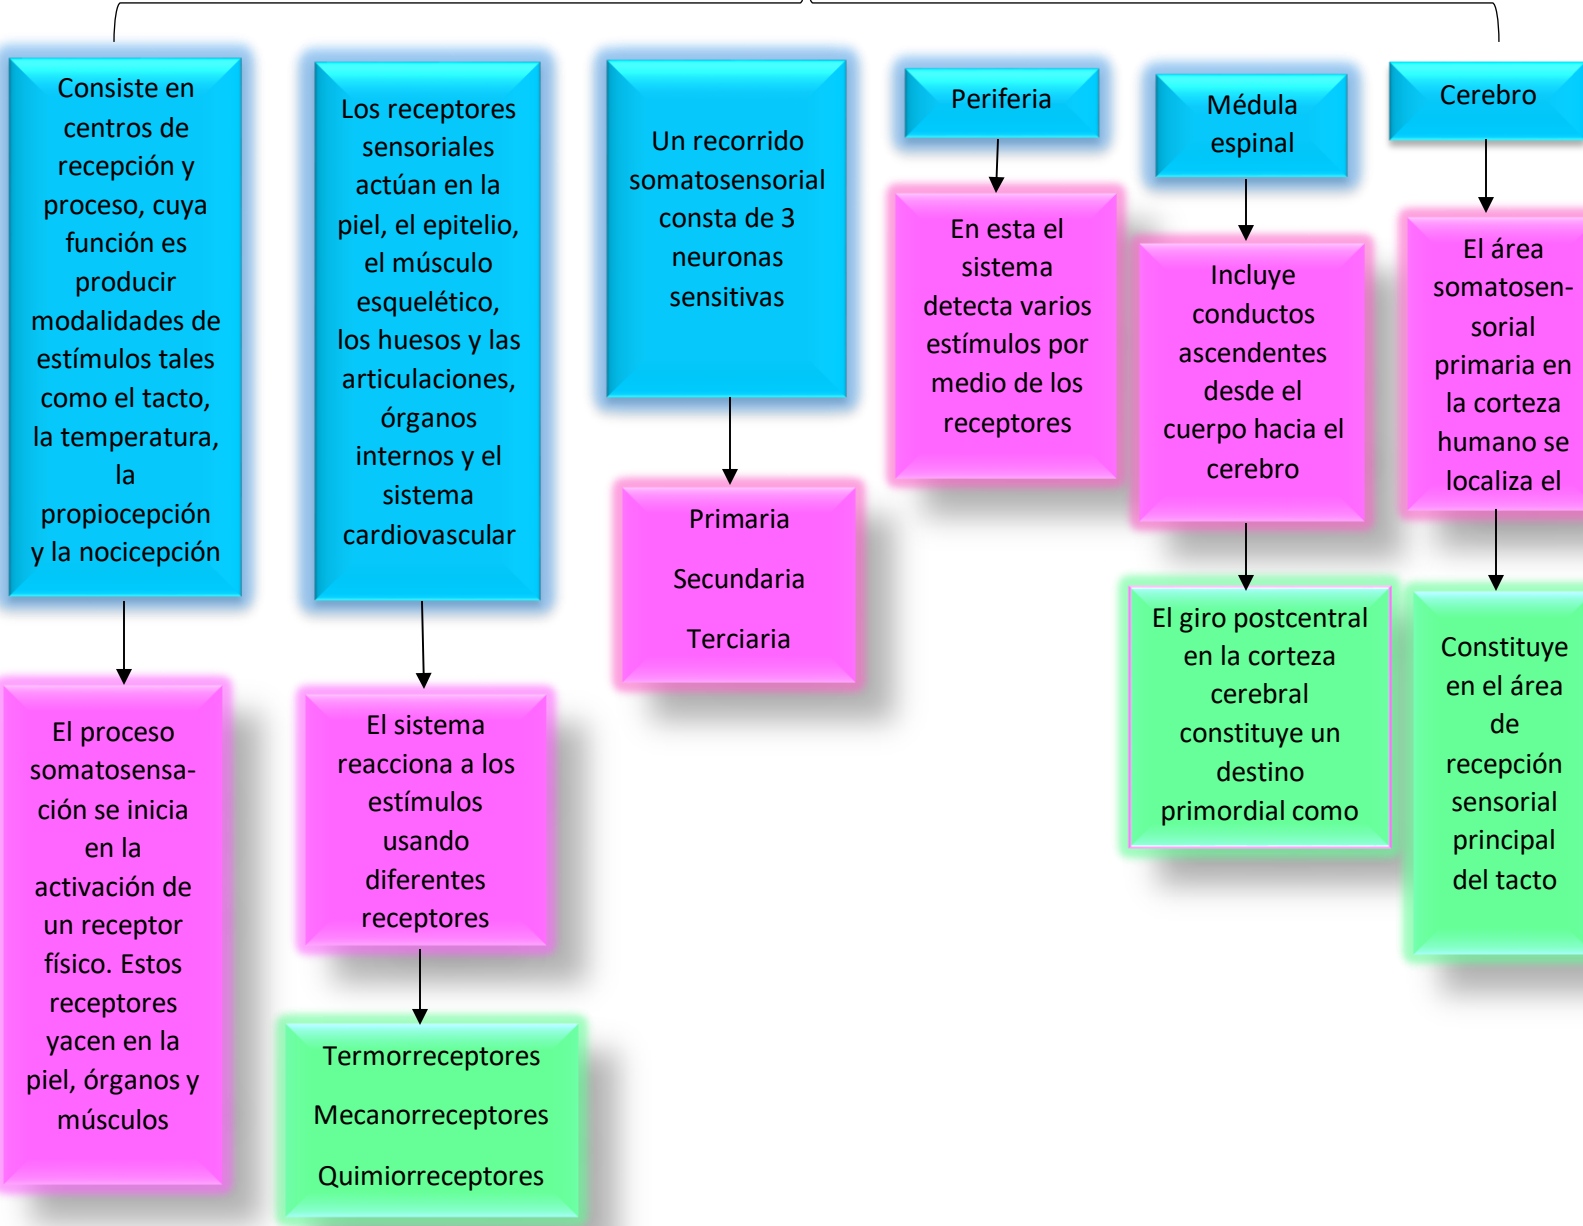 Consiste en
centros de
recepción y
proceso, cuya
función es
producir
modalidades de
estímulos tales
como el tacto,
la temperatura,
la
propiocepción
y la nocicepción
El proceso
somatosensa-
ción se inicia
en la
activación de
un receptor
físico. Estos
receptores
yacen en la
piel, órganos y
músculos
Los receptores
sensoriales
actúan en la
piel, el epitelio,
el músculo
esquelético,
los huesos y las
articulaciones,
órganos
internos y el
sistema
cardiovascular
El sistema
reacciona a los
estímulos
usando
diferentes
receptores
Termorreceptores
Mecanorreceptores
Quimiorreceptores
Un recorrido
somatosensorial
consta de 3
neuronas
sensitivas
Primaria
Secundaria
Terciaria
Periferia
En esta el
sistema
detecta varios
estímulos por
medio de los
receptores
Médula
espinal
Incluye
conductos
ascendentes
desde el
cuerpo hacia el
cerebro
El giro postcentral
en la corteza
cerebral
constituye un
destino
primordial como
Cerebro
El área
somatosen-
sorial
primaria en
la corteza
humano se
localiza el
Constituye
en el área
de
recepción
sensorial
principal
del tacto